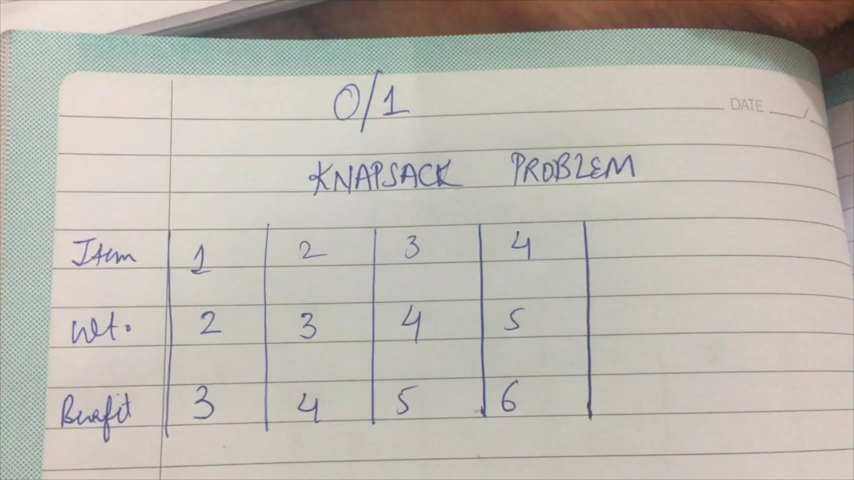 DATE
0/1
KNAPSACK PROBLEM
Item 1 2 3 4
wt. 2 3 4 5
Benefit 3 4 5 6